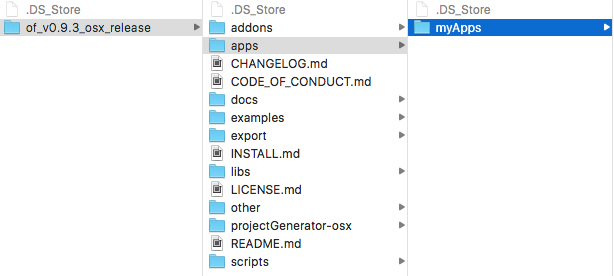 .DS_Store
of_v0.9.3_osx_release
.DS_Store
addons
apps
CHANGELOG.md
CODE_OF_CONDUCT.md
docs
examples
export
INSTALL.md
libs
LICENSE.md
other
projectGenerator-osx
README.md
scripts
.DS_Store
myApps